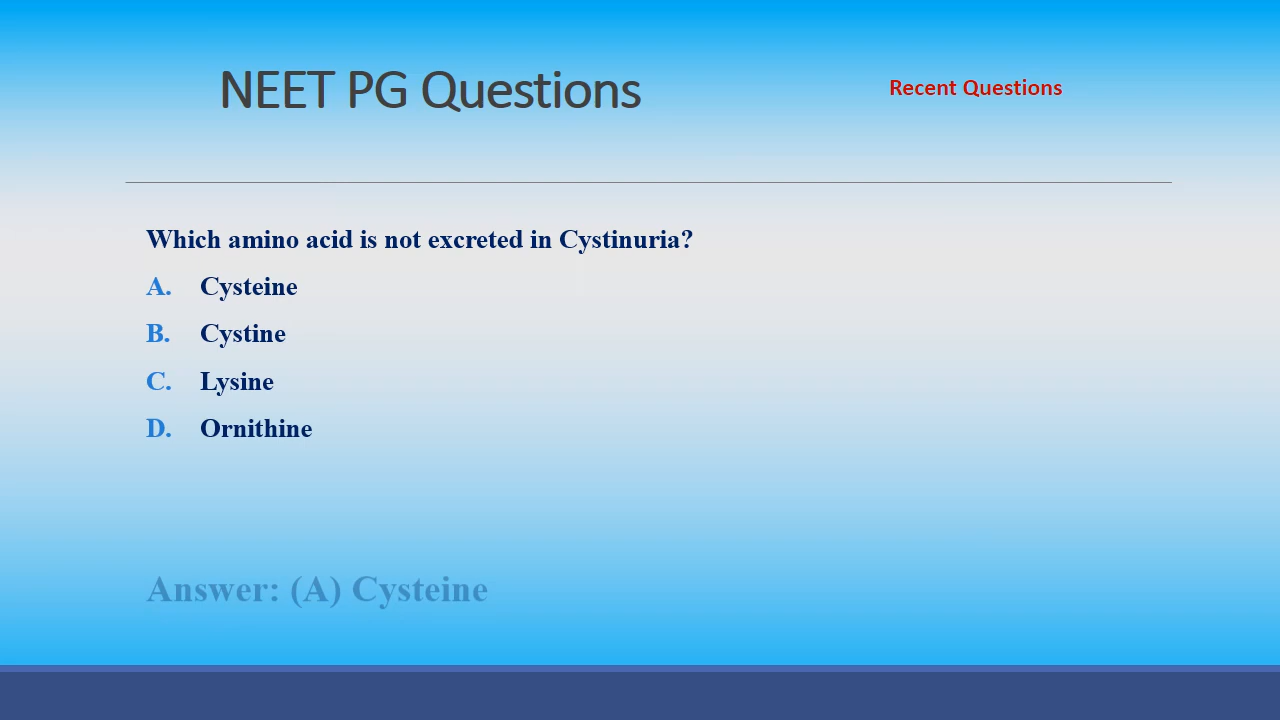 NEET PG Questions
Recent Questions
Which amino acid is not excreted in Cystinuria?
A. Cysteine
B. Cystine
C. Lysine
D. Ornithine
Answer: (A) Cysteine